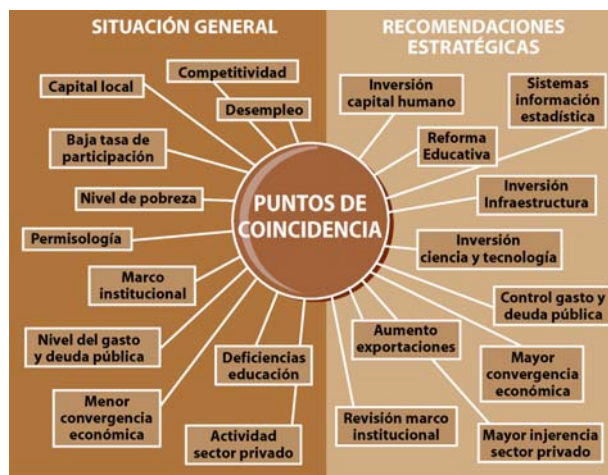 SITUACIÓN GENERAL
RECOMENDACIONES
ESTRATÉGICAS
Capital local
Competitividad
Desempleo
Baja tasa de
participación
Nivel de pobreza
Permisología
Marco
institucional
Nivel del gasto
y deuda pública
Menor
convergencia
económica
Deficiencias
educación
Actividad
sector privado
PUNTOS DE
COINCIDENCIA
Inversión
capital humano
Sistemas
información
estadística
Reforma
Educativa
Inversión
Infraestructura
Inversión
ciencia y tecnología
Control gasto y
deuda pública
Aumento
exportaciones
Mayor
convergencia
económica
Revisión marco
institucional
Mayor injerencia
sector privado